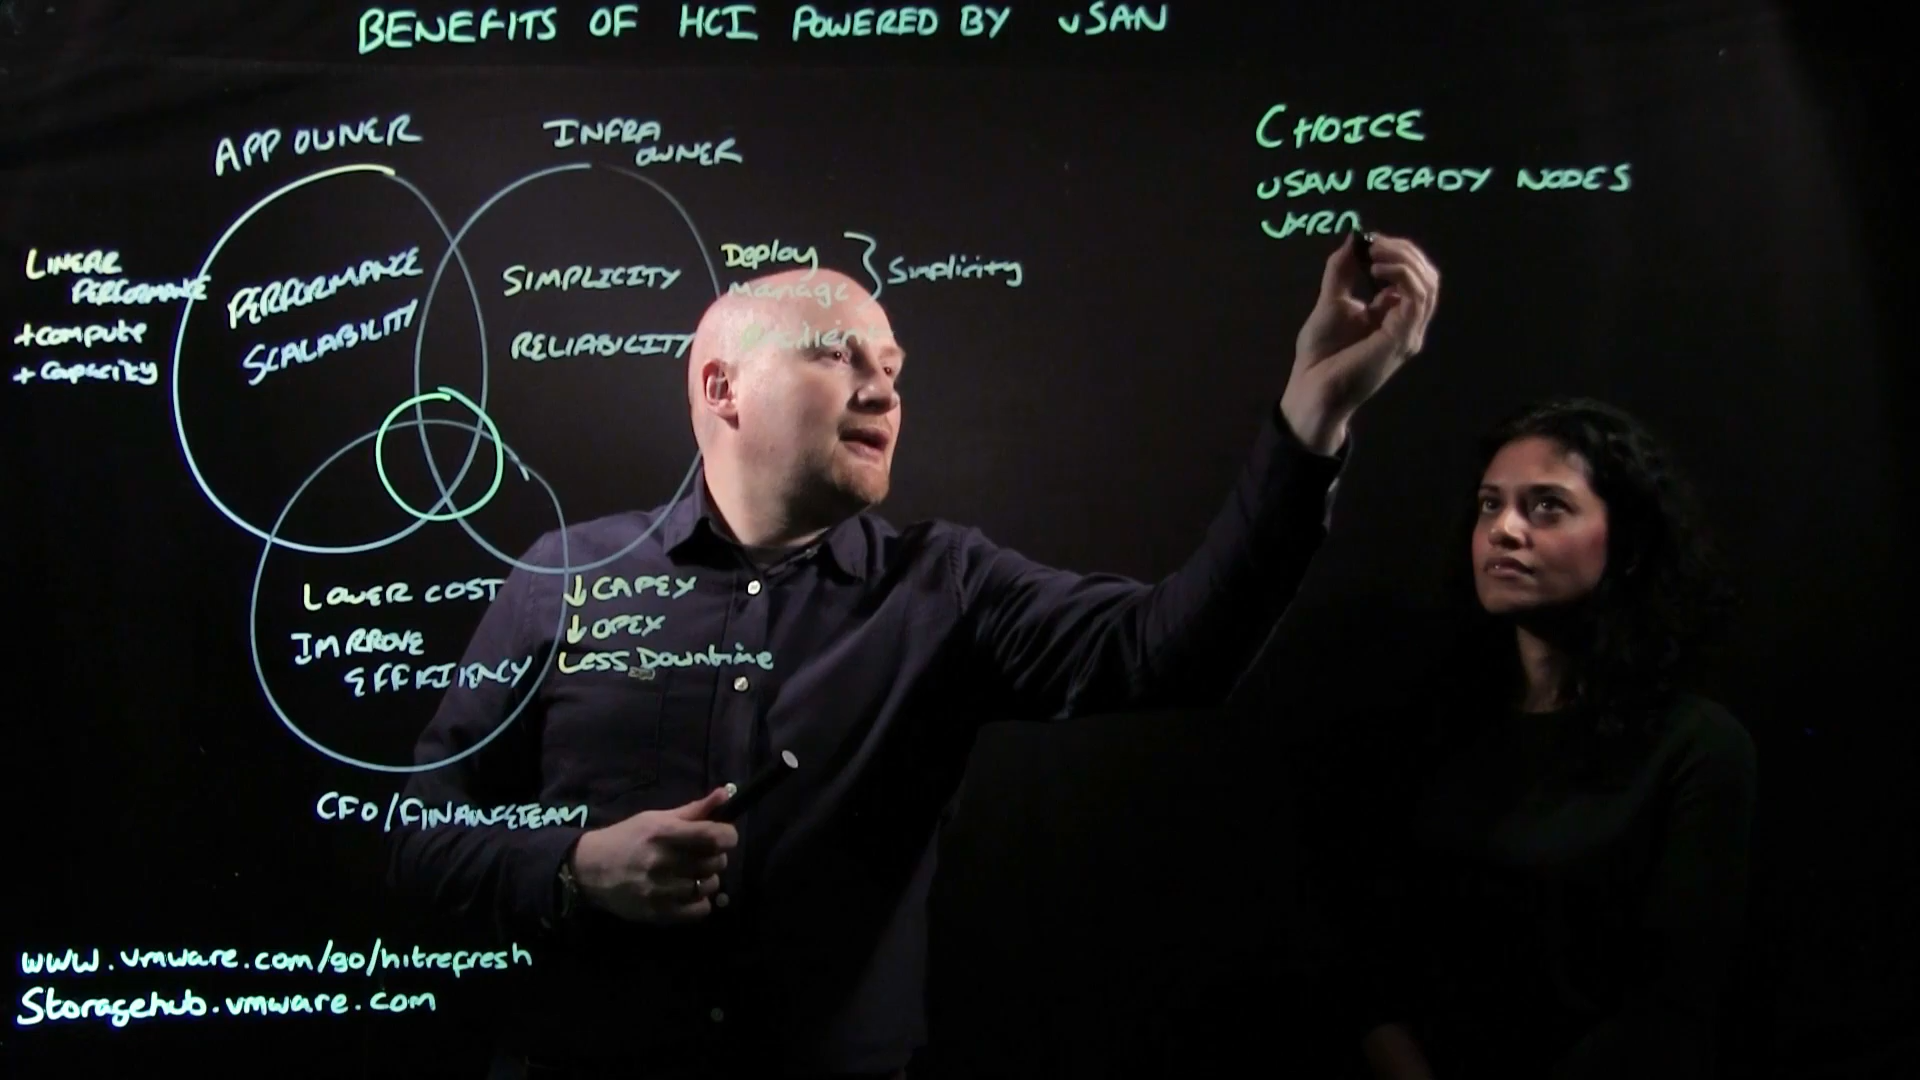 BENEFITS OF HCI POWERED BY vSAN
APP OWNER
INFRA
OWNER
CHOICE
vSAN READY NODES
VXRA
LINEAR
PERFORMANCE
+compute
+ capacity
PERFORMANCE
SCALABILITY
SIMPLICITY
RELIABILITY
Deploy
manage
Resilient
Simplicity
LOWER COST
IMPROVE
EFFICIENCY
↓ CAPEX
↓ OPEX
LESS Downtime
CFO/FINANCE TEAM
www.vmware.com/go/hitrefresh
Storagehub.vmware.com